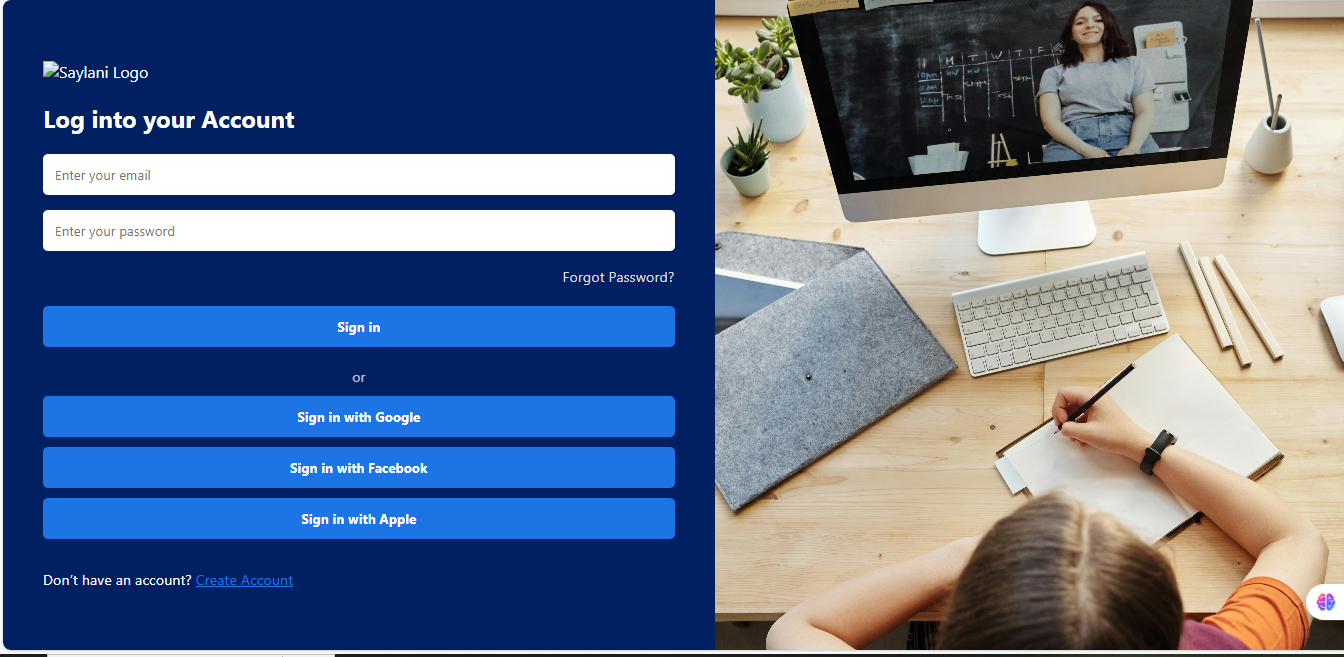 Saylani Logo
Log into your Account
Enter your email
Enter your password
Forgot Password?
Sign in
or
Sign in with Google
Sign in with Facebook
Sign in with Apple
Don’t have an account? Create Account
M T W T F